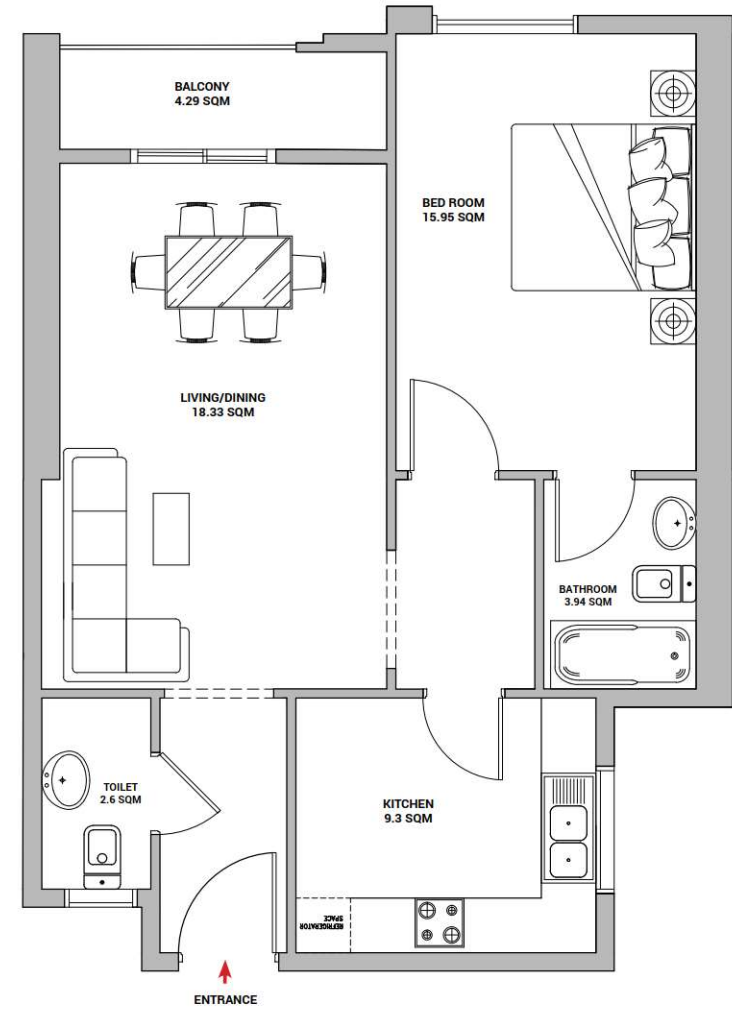 BALCONY
4.29 SQM
BED ROOM
15.95 SQM
LIVING/DINING
18.33 SQM
BATHROOM
3.94 SQM
TOILET
2.6 SQM
KITCHEN
9.3 SQM
REFRIGERATOR
SPACE
ENTRANCE